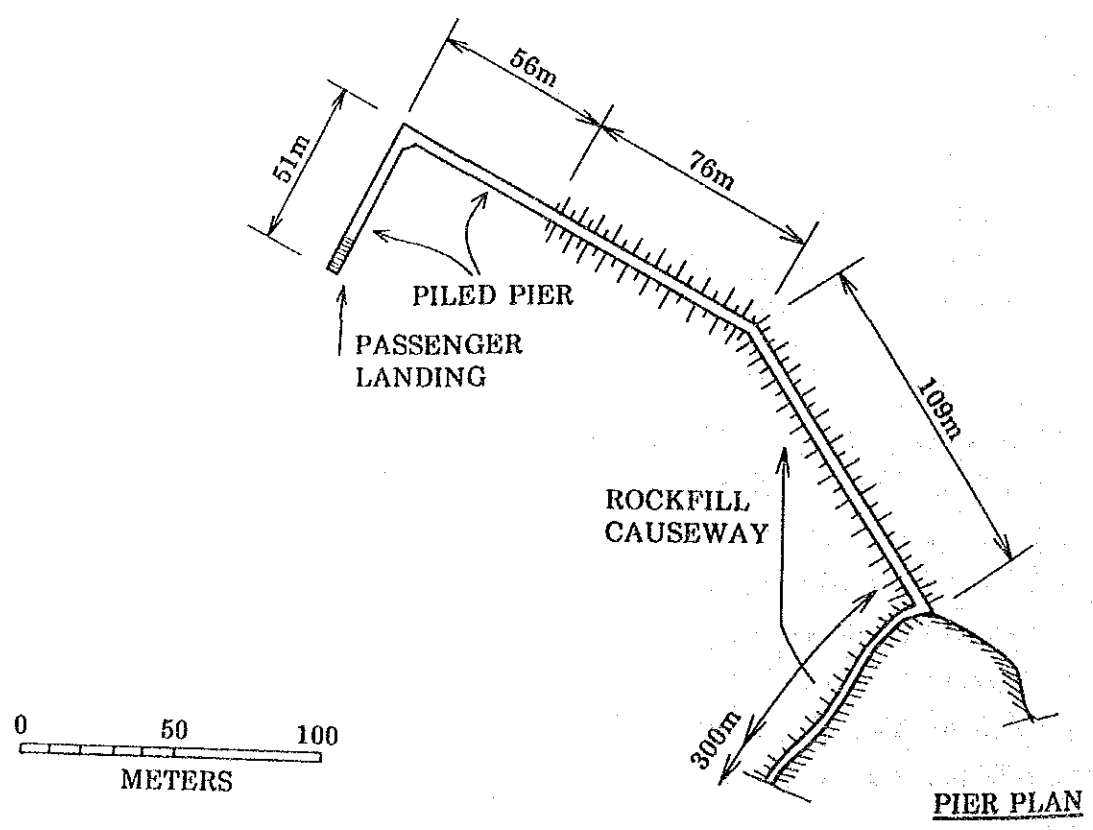 56m
51m
76m
PILED PIER
PASSENGER
LANDING
109m
ROCKFILL
CAUSEWAY
300m
0 50 100
METERS
PIER PLAN